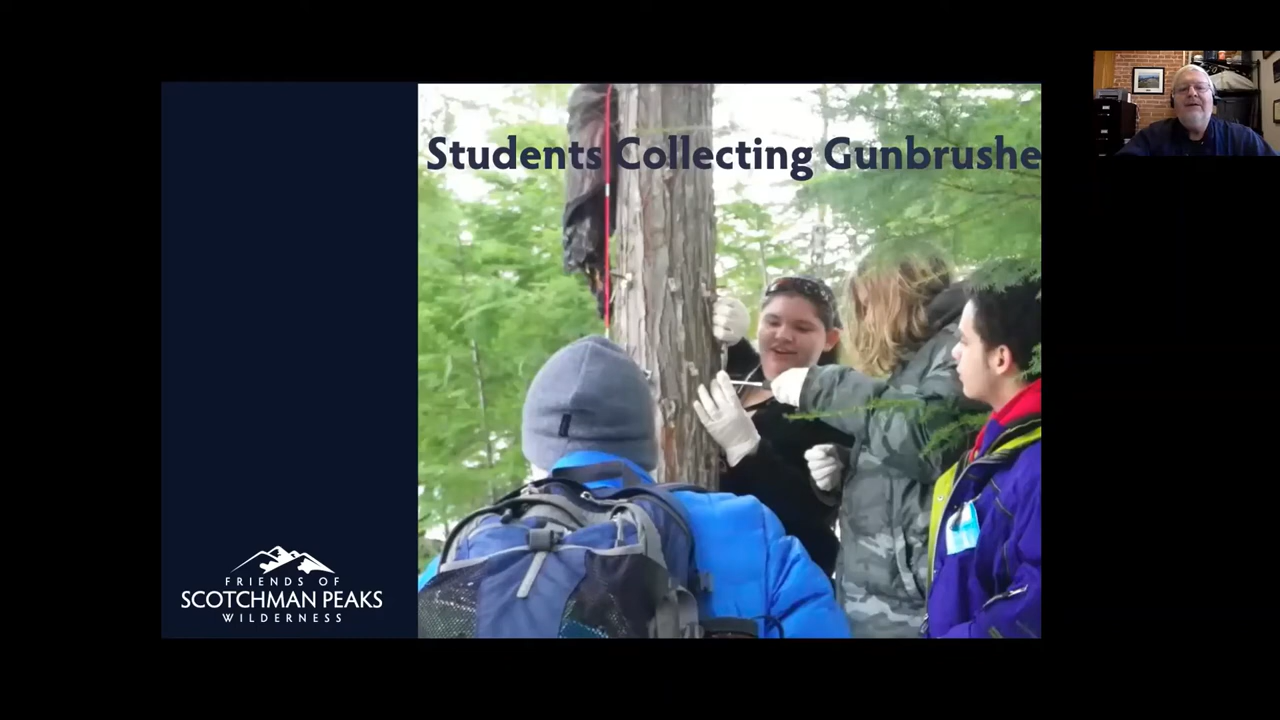 Students Collecting Gunbrushe
FRIENDS OF
SCOTCHMAN PEAKS
WILDERNESS